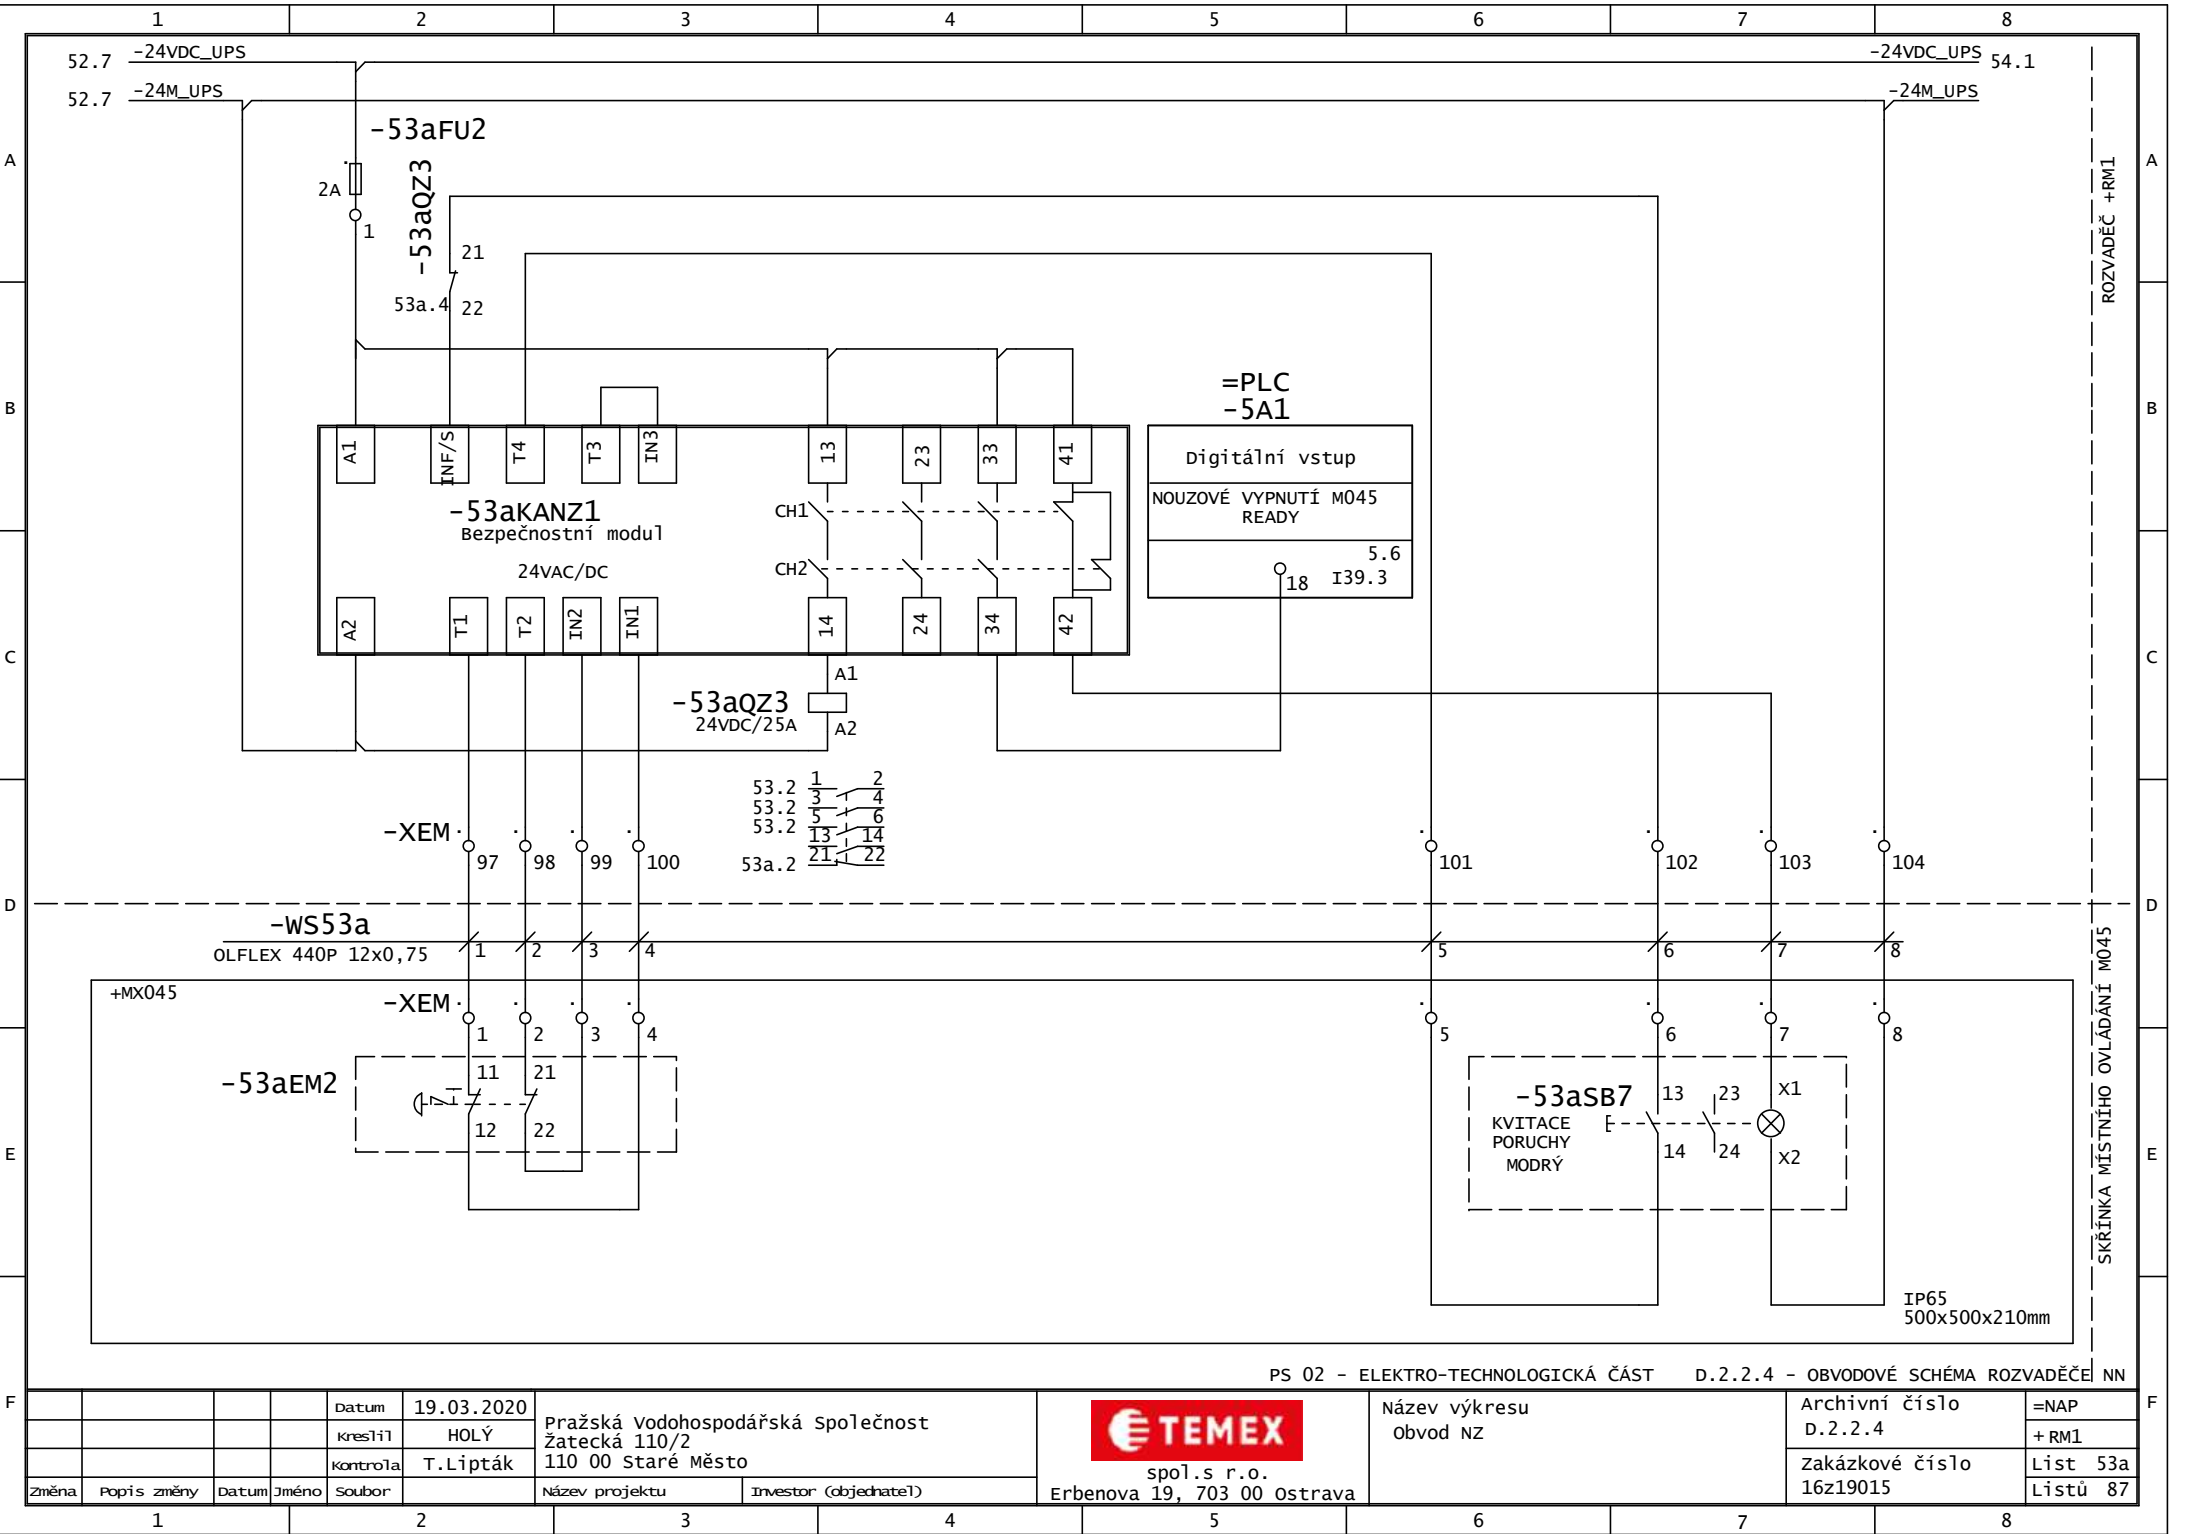 1 2 3 4 5 6 7 8
52.7 -24VDC_UPS
-24VDC_UPS 54.1
52.7 -24M_UPS
-24M_UPS
-53aFU2
2A
1
-53aQZ3
21
53a.4 22
A
A
ROZVADĚČ +RM1
B
B
=PLC
-5A1
Digitální vstup
NOUZOVÉ VYPNUTÍ M045
READY
5.6
18 I39.3
A1 INF/S T4 T3 IN3 13 23 33 41
-53aKANZ1
Bezpečnostní modul
24VAC/DC
CH1
CH2
A2 T1 T2 IN2 IN1 14 24 34 42
C
C
A1
-53aQZ3
24VDC/25A
A2
53.2 1 2
53.2 3 4
53.2 5 6
13 14
53a.2 21 22
-XEM
97 98 99 100 101 102 103 104
D
D
-WS53a
OLFLEX 440P 12x0,75
1 2 3 4 5 6 7 8
+MX045
-XEM
1 2 3 4 5 6 7 8
-53aEM2
11 21
12 22
-53aSB7
KVITACE
PORUCHY
MODRÝ
13 23 X1
14 24 X2
E
E
SKŘÍNKA MÍSTNÍHO OVLÁDÁNÍ M045
IP65
500x500x210mm
PS 02 - ELEKTRO-TECHNOLOGICKÁ ČÁST D.2.2.4 - OBVODOVÉ SCHÉMA ROZVADĚČE NN
F
F
Datum 19.03.2020
Kreslil HOLÝ
Kontrola T.Lipták
Změna Popis změny Datum Jméno Soubor
Pražská Vodohospodářská Společnost
Žatecká 110/2
110 00 Staré Město
Název projektu Investor (objednatel)
TEMEX
spol.s r.o.
Erbenova 19, 703 00 Ostrava
Název výkresu
Obvod NZ
Archivní číslo
D.2.2.4
Zakázkové číslo
16z19015
=NAP
+ RM1
List 53a
Listů 87
1 2 3 4 5 6 7 8